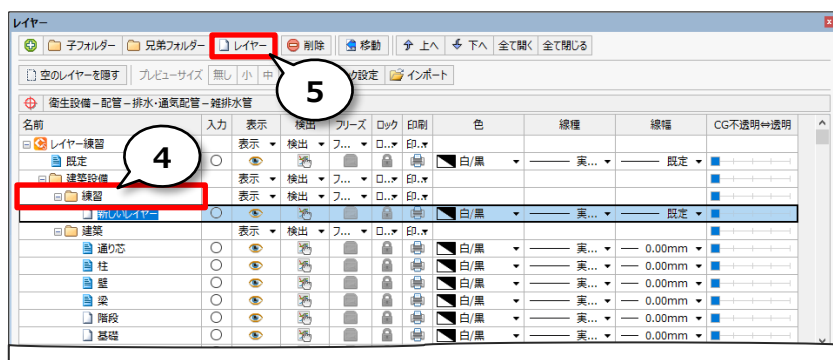 レイヤー
子フォルダー 兄弟フォルダー レイヤー 削除 移動 上へ 下へ 全て開く 全て閉じる
空のレイヤーを隠す プレビューサイズ 無し 小 中 設定 インポート
5
衛生設備－配管－排水・通気配管－雑排水管
名前 入力 表示 検出 フリーズ ロック 印刷 色 線種 線幅 CG不透明⇔透明
レイヤー練習 表示 検出 フ... ロ... 印...
4
既定 白/黒 実... 既定
建築設備 表示 検出 フ... ロ... 印...
練習 表示 検出 フ... ロ... 印...
新しいレイヤー 白/黒 実... 既定
建築 表示 検出 フ... ロ... 印...
通り芯 白/黒 実... 0.00mm
柱 白/黒 実... 0.00mm
壁 白/黒 実... 0.00mm
梁 白/黒 実... 0.00mm
階段 白/黒 実... 0.00mm
基礎 白/黒 実... 0.00mm